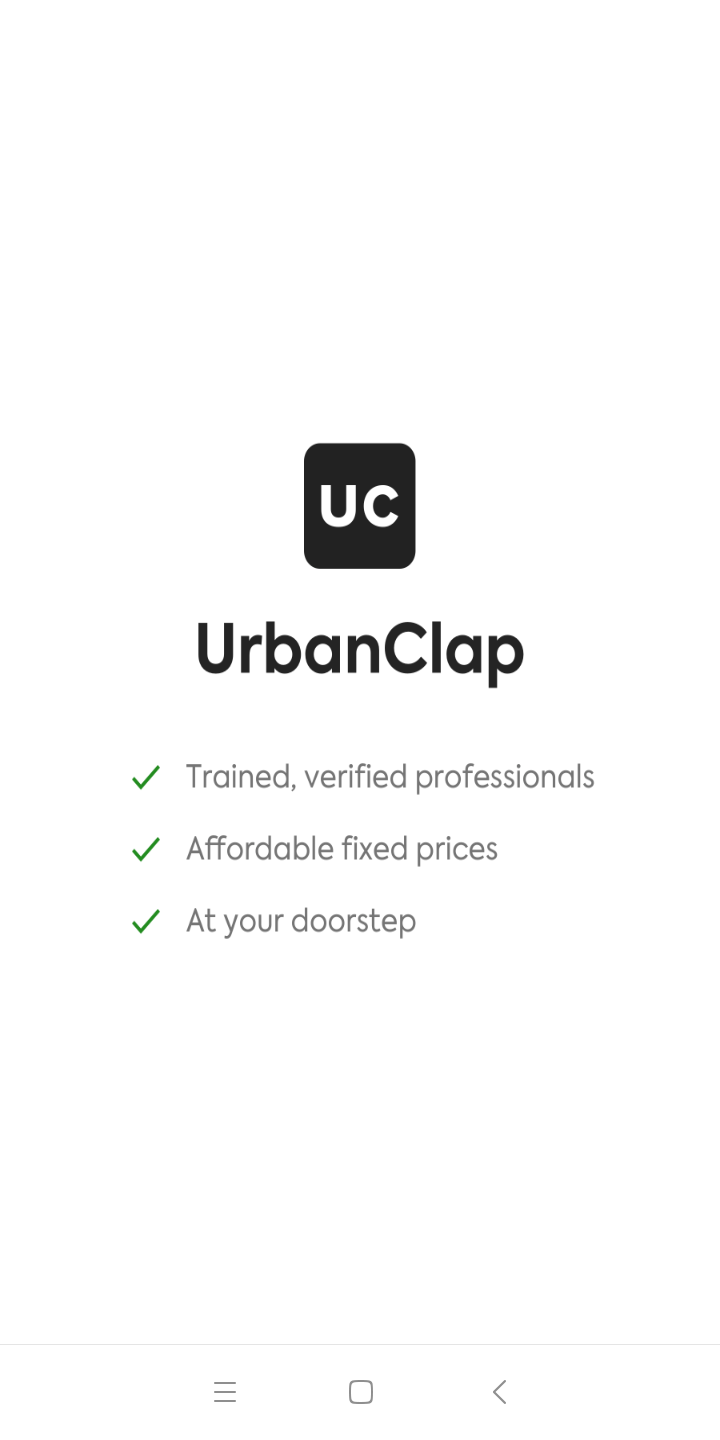 UC
UrbanClap
Trained, verified professionals
Affordable fixed prices
At your doorstep